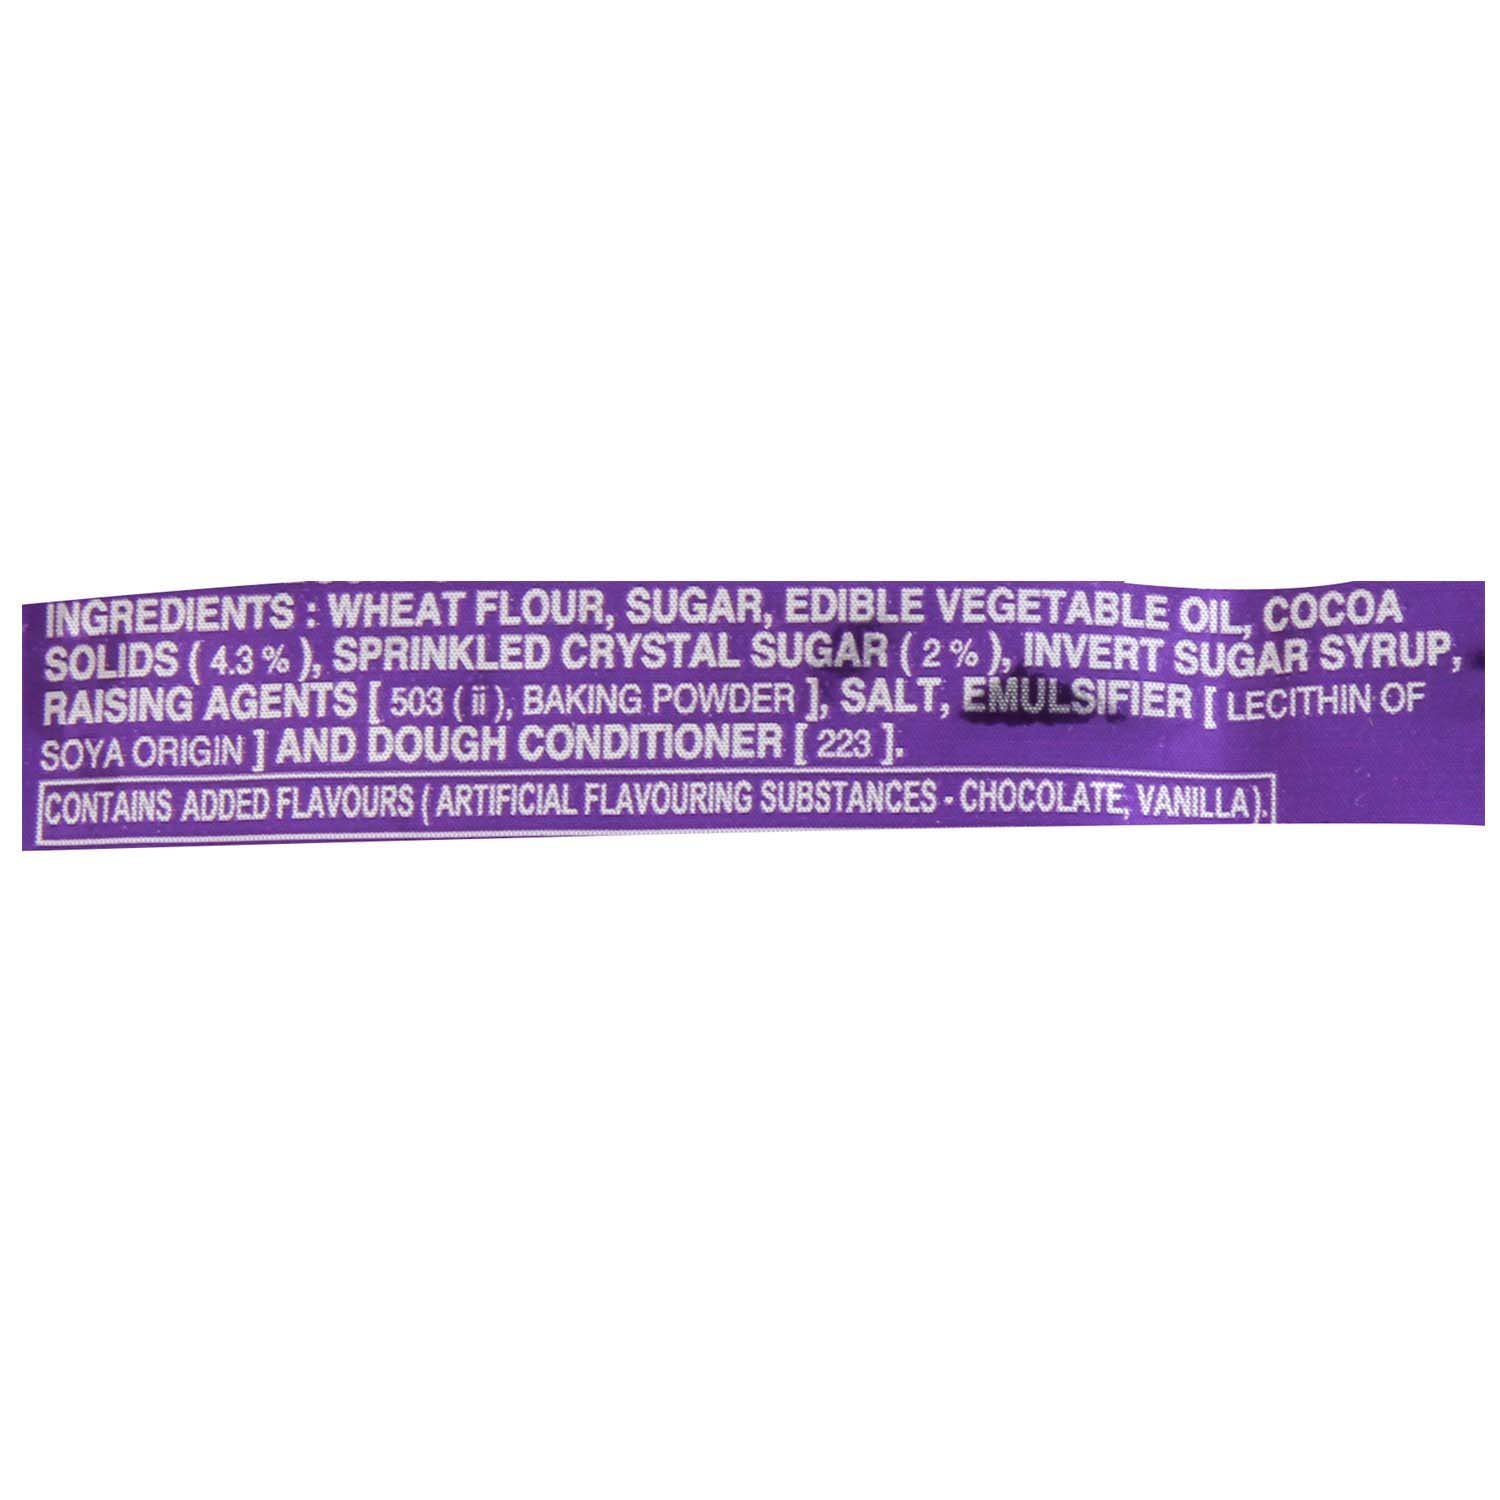 INGREDIENTS : WHEAT FLOUR, SUGAR, EDIBLE VEGETABLE OIL, COCOA
SOLIDS ( 4.3 % ), SPRINKLED CRYSTAL SUGAR ( 2 % ), INVERT SUGAR SYRUP,
RAISING AGENTS [ 503 ( ii ), BAKING POWDER ], SALT, EMULSIFIER [ LECITHIN OF
SOYA ORIGIN ] AND DOUGH CONDITIONER [ 223 ].
CONTAINS ADDED FLAVOURS ( ARTIFICIAL FLAVOURING SUBSTANCES - CHOCOLATE, VANILLA ).